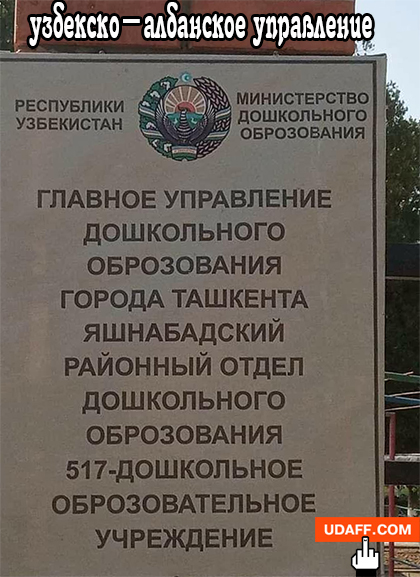 узбекско-албанское управление
РЕСПУБЛИКИ
УЗБЕКИСТАН
МИНИСТЕРСТВО
ДОШКОЛЬНОГО
ОБРОЗОВАНИЯ
ГЛАВНОЕ УПРАВЛЕНИЕ
ДОШКОЛЬНОГО
ОБРОЗОВАНИЯ
ГОРОДА ТАШКЕНТА
ЯШНАБАДСКИЙ
РАЙОННЫЙ ОТДЕЛ
ДОШКОЛЬНОГО
ОБРОЗОВАНИЯ
517-ДОШКОЛЬНОЕ
ОБРОЗОВАТЕЛЬНОЕ
УЧРЕЖДЕНИЕ
UDAFF.COM